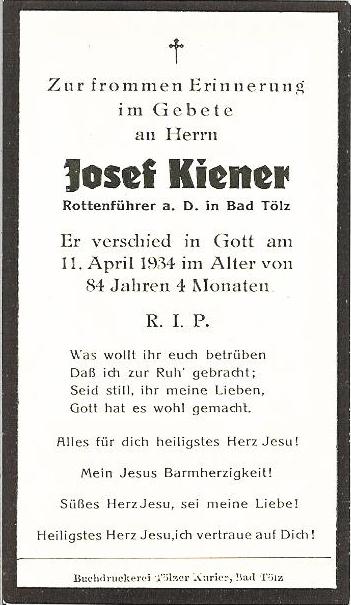 Zur frommen Erinnerung
im Gebete
an Herrn
Josef Kiener
Rottenführer a. D. in Bad Tölz
Er verschied in Gott am
11. April 1934 im Alter von
84 Jahren 4 Monaten
R. I. P.
Was wollt ihr euch betrüben
Daß ich zur Ruh' gebracht;
Seid still, ihr meine Lieben,
Gott hat es wohl gemacht.
Alles für dich heiligstes Herz Jesu!
Mein Jesus Barmherzigkeit!
Süßes Herz Jesu, sei meine Liebe!
Heiligstes Herz Jesu, ich vertraue auf Dich!
Buchdruckerei Tölzer Kurier, Bad Tölz